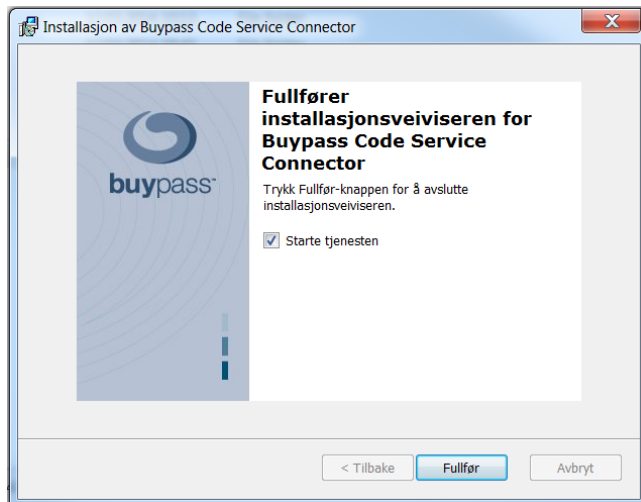 Installasjon av Buypass Code Service Connector
Fullfører
installasjonsveiviseren for
Buypass Code Service
Connector
buypass
Trykk Fullfør-knappen for å avslutte
installasjonsveiviseren.
Starte tjenesten
< Tilbake
Fullfør
Avbryt